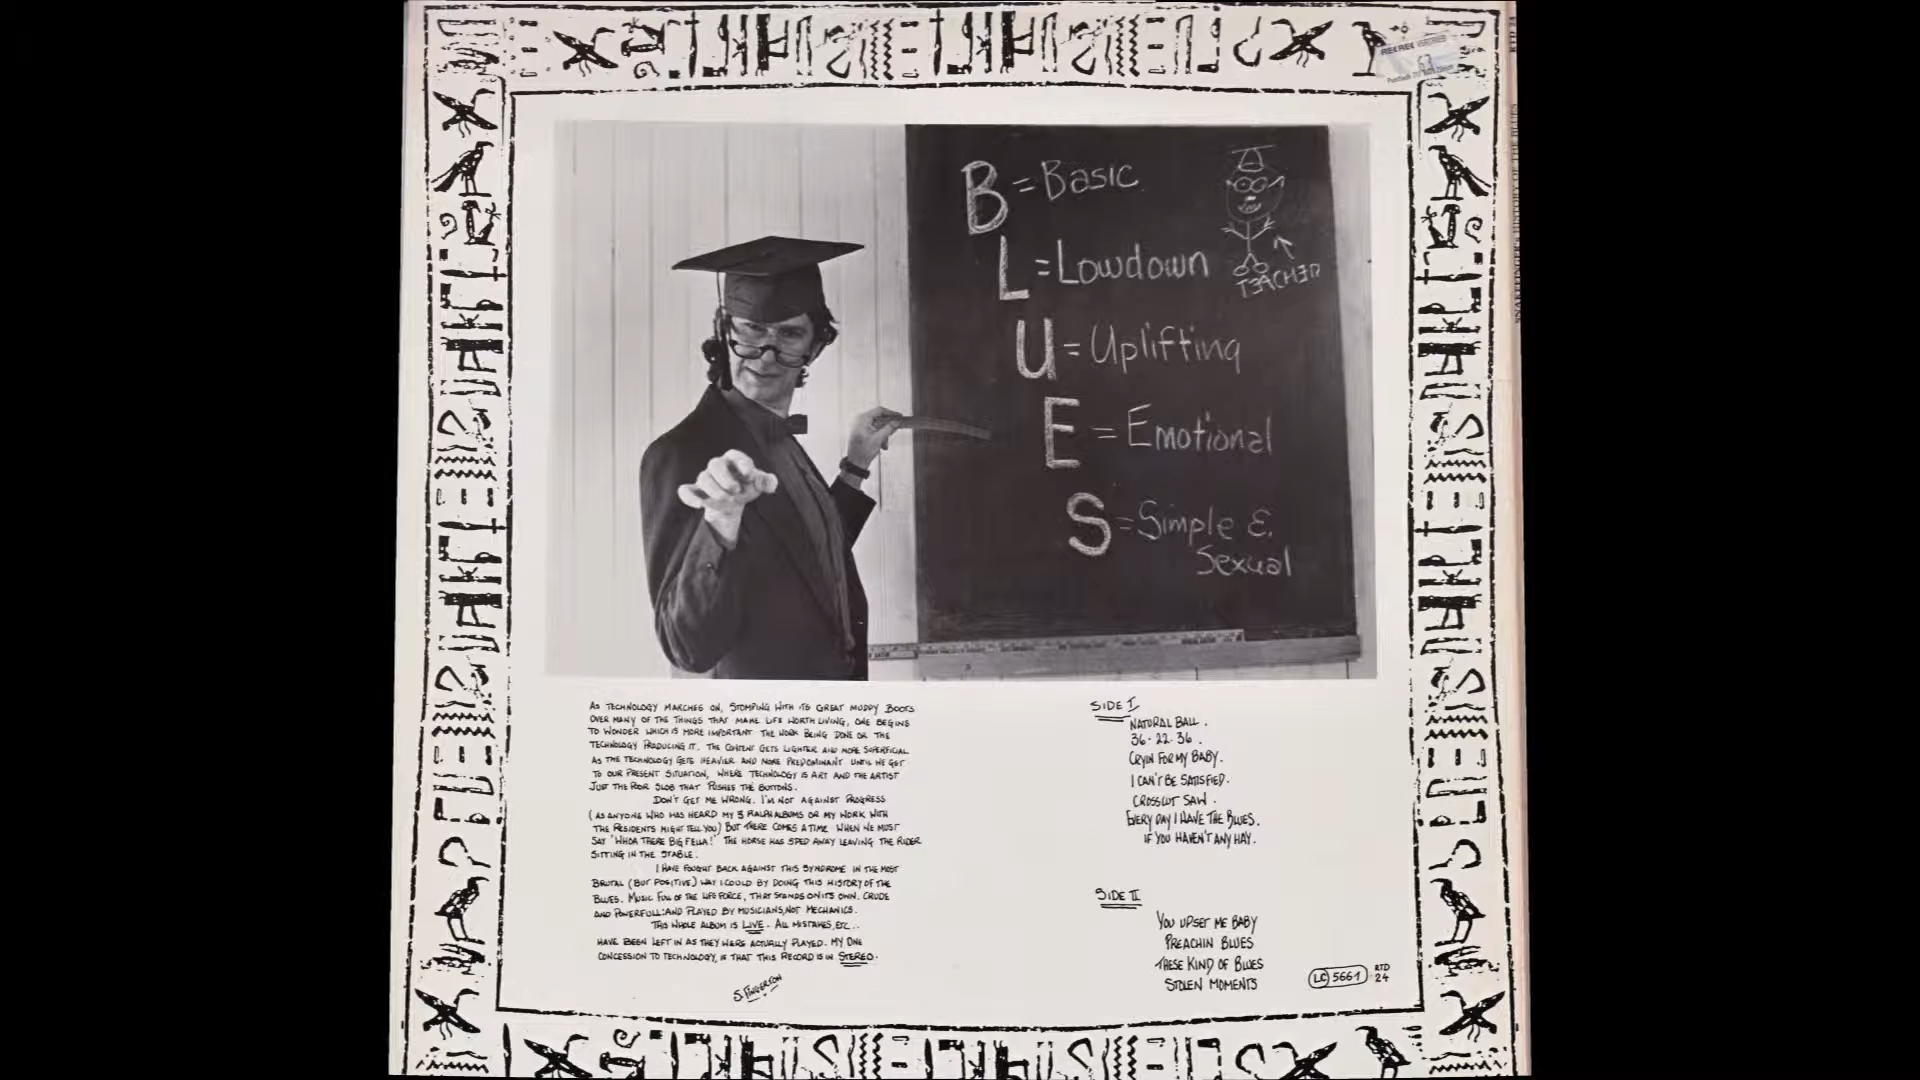 REC REC VERTRIEB
B = Basic
L = Lowdown
U = Uplifting
E = Emotional
S = Simple &
Sexual
TEACHER
AS TECHNOLOGY MARCHES ON, STOMPING WITH ITS GREAT MUDDY BOOTS
OVER MANY OF THE THINGS THAT MAKE LIFE WORTH LIVING, ONE BEGINS
TO WONDER WHICH IS MORE IMPORTANT THE WORK BEING DONE OR THE
TECHNOLOGY PRODUCING IT. THE CONTENT GETS LIGHTER AND MORE SUPERFICIAL
AS THE TECHNOLOGY GETS HEAVIER AND MORE PREDOMINANT UNTIL WE GET
TO OUR PRESENT SITUATION, WHERE TECHNOLOGY IS ART AND THE ARTIST
JUST THE POOR SLOB THAT PUSHES THE BUTTONS.
DON'T GET ME WRONG. I'M NOT AGAINST PROGRESS
(AS ANYONE WHO HAS HEARD MY 3 RALPH ALBUMS OR MY WORK WITH
THE RESIDENTS MIGHT TELL YOU) BUT THERE COMES A TIME WHEN WE MUST
SAY "WHOA THERE BIG FELLA!" THE HORSE HAS SPED AWAY LEAVING THE RIDER
SITTING IN THE STABLE.
I HAVE FOUGHT BACK AGAINST THIS SYNDROME IN THE MOST
BRUTAL (BUT POSITIVE) WAY I COULD BY DOING THIS HISTORY OF THE
BLUES. MUSIC FULL OF THE LIFE FORCE, THAT STANDS ON ITS OWN. CRUDE
AND POWERFULL: AND PLAYED BY MUSICIANS, NOT MECHANICS.
THIS WHOLE ALBUM IS LIVE. ALL MISTAKES, ETC..
HAVE BEEN LEFT IN AS THEY WERE ACTUALLY PLAYED. MY ONE
CONCESSION TO TECHNOLOGY, IS THAT THIS RECORD IS IN STEREO.
S. FINGERSON
SIDE I
NATURAL BALL.
36-22-36.
CRYIN FOR MY BABY.
I CAN'T BE SATISFIED.
CROSSCUT SAW.
EVERY DAY I HAVE THE BLUES.
IF YOU HAVEN'T ANY HAY.
SIDE II
YOU UPSET ME BABY
PREACHIN BLUES
THESE KIND OF BLUES
STOLEN MOMENTS
LC 5661 RTD
24
SNAKEFINGER'S HISTORY OF THE BLUES
RTD 24